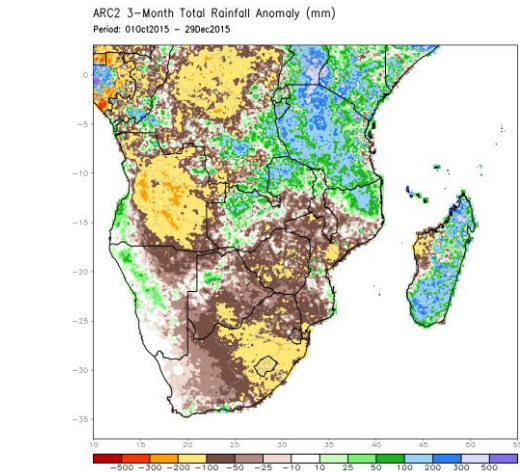 ARC2 3-Month Total Rainfall Anomaly (mm)
Period: 01Oct2015 - 29Dec2015
0
-5
-10
-15
-20
-25
-30
-35
10 15 20 25 30 35 40 45 50 55
-500 -300 -200 -100 -50 -25 -10 10 25 50 100 200 300 500